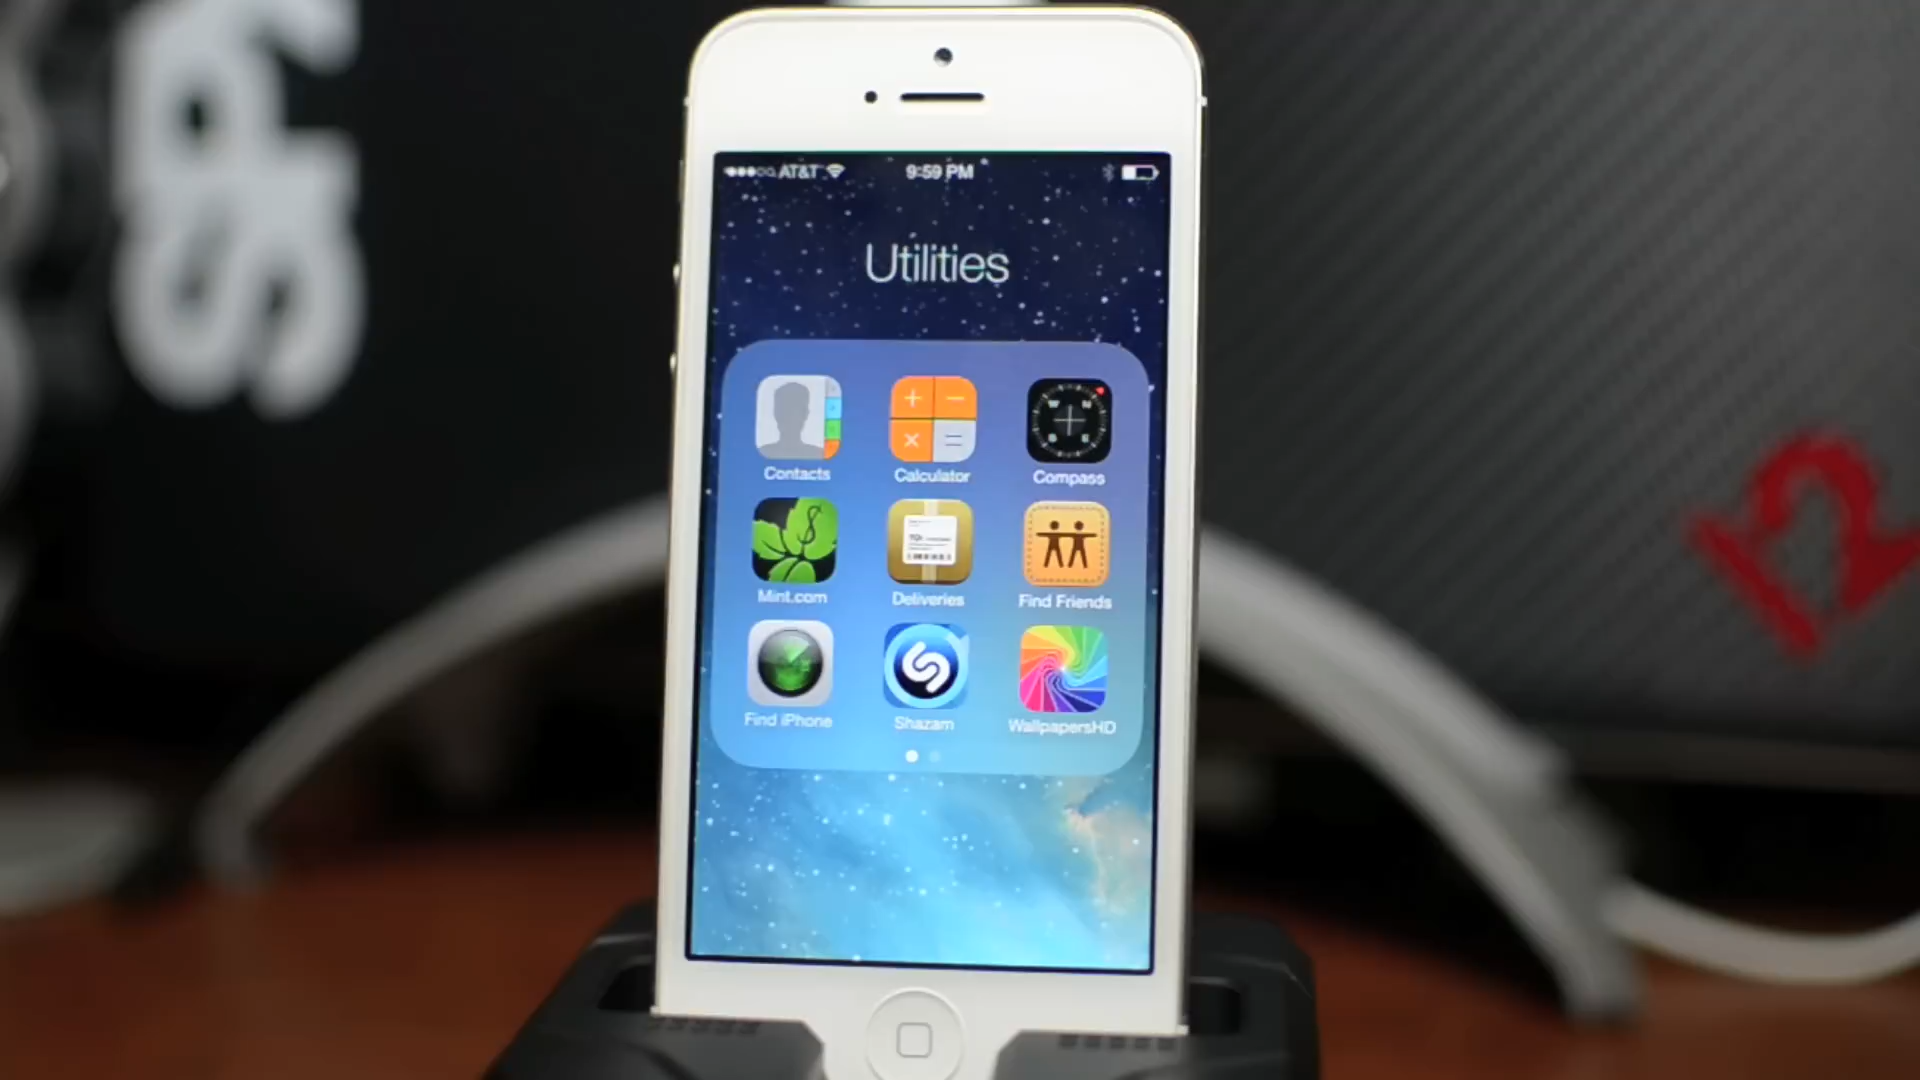 AT&T 9:59 PM
Utilities
Contacts Calculator Compass
Mint.com Deliveries Find Friends
Find iPhone Shazam WallpapersHD